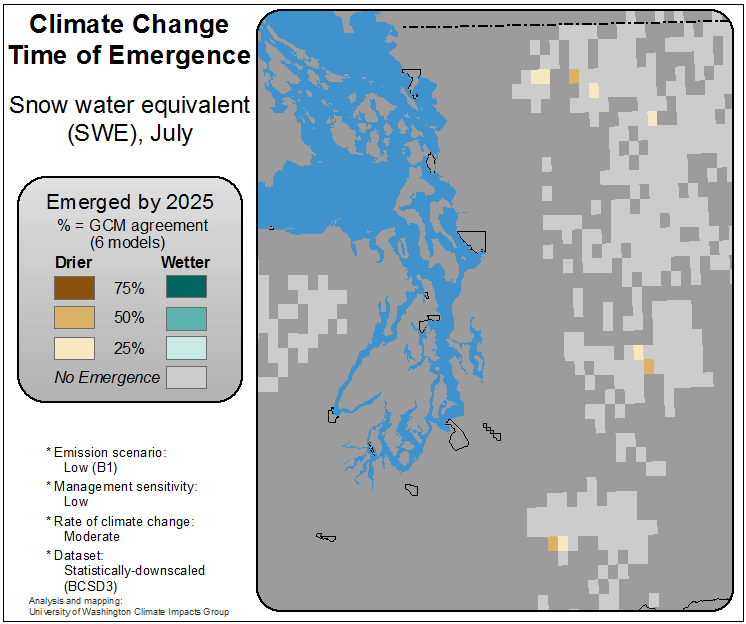 Climate Change
Time of Emergence
Snow water equivalent
(SWE), July
Emerged by 2025
% = GCM agreement
(6 models)
Drier Wetter
75%
50%
25%
No Emergence
* Emission scenario:
Low (B1)
* Management sensitivity:
Low
* Rate of climate change:
Moderate
* Dataset:
Statistically-downscaled
(BCSD3)
Analysis and mapping:
University of Washington Climate Impacts Group